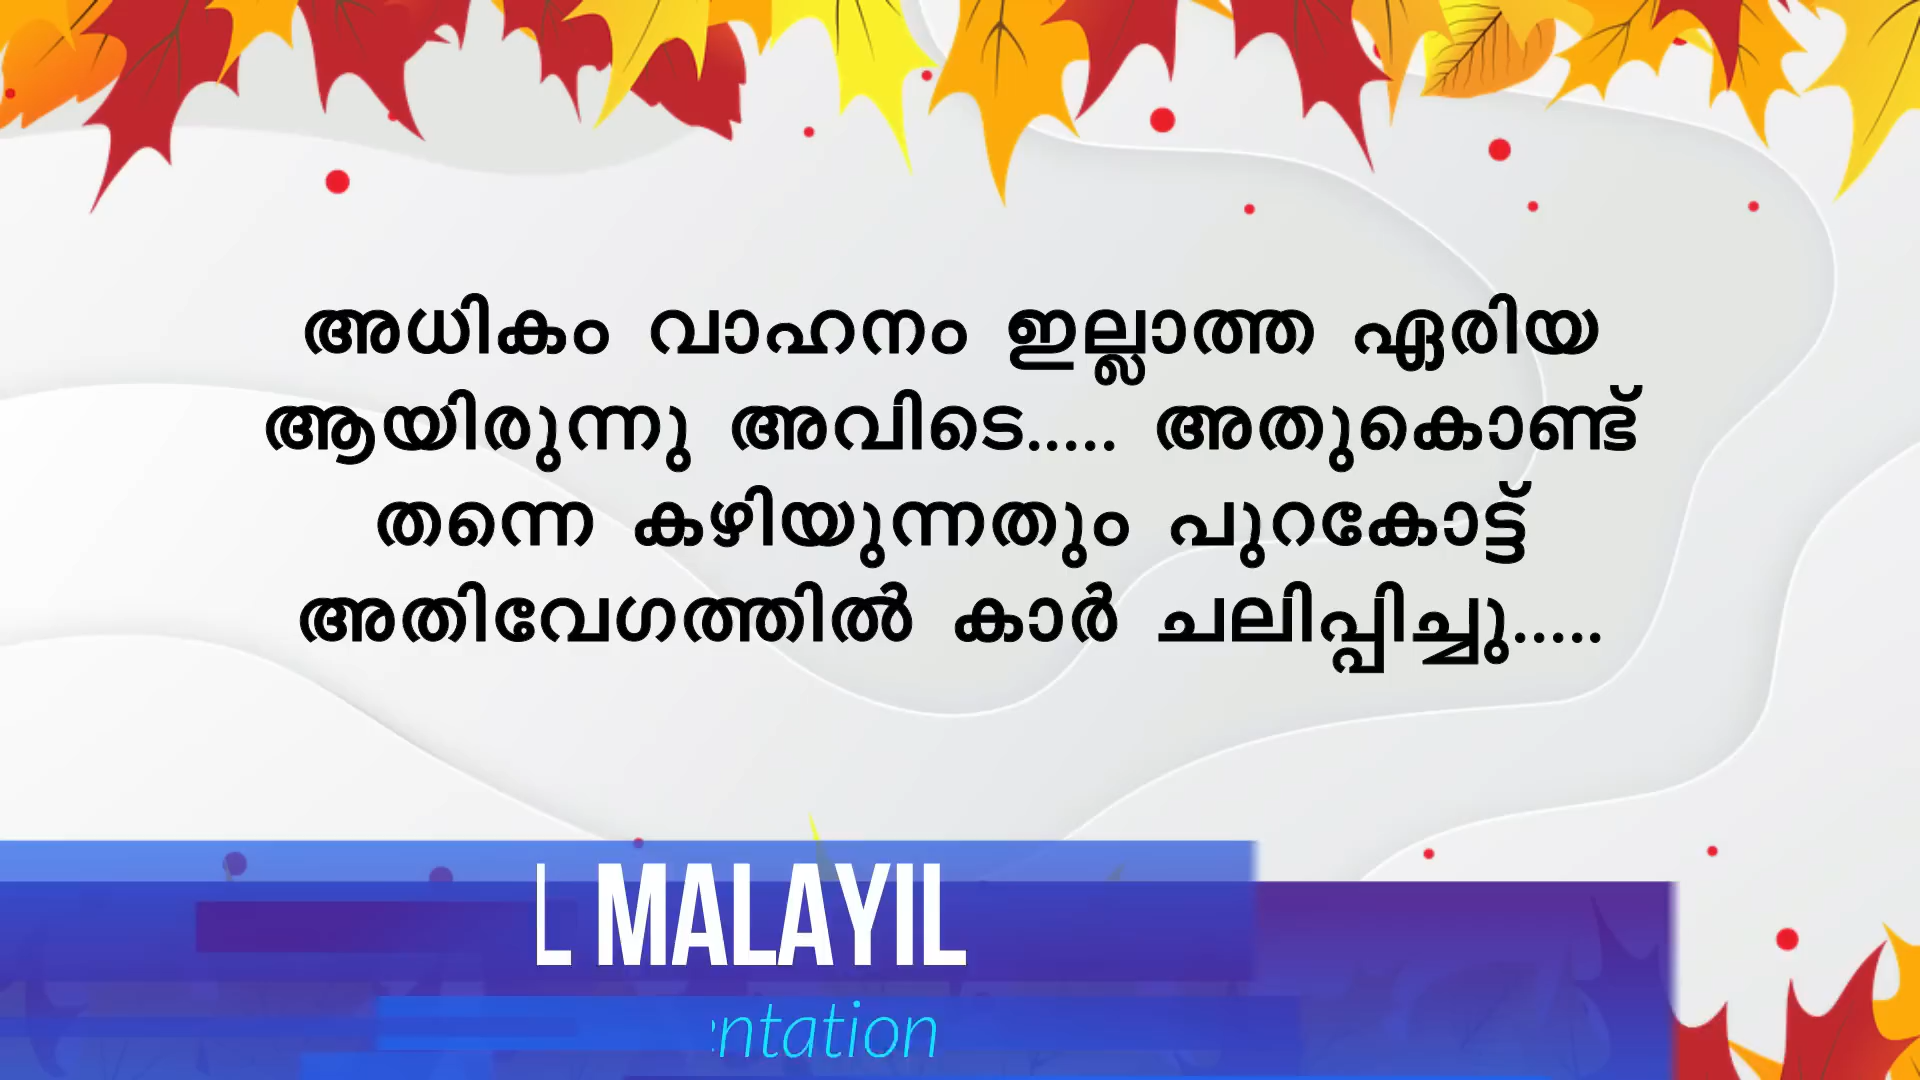 അധികം വാഹനം ഇല്ലാത്ത ഏരിയ
ആയിരുന്നു അവിടെ..... അതുകൊണ്ട്
തന്നെ കഴിയുന്നതും പുറകോട്ട്
അതിവേഗത്തിൽ കാർ ചലിപ്പിച്ചു.....
L MALAYIL
ntation